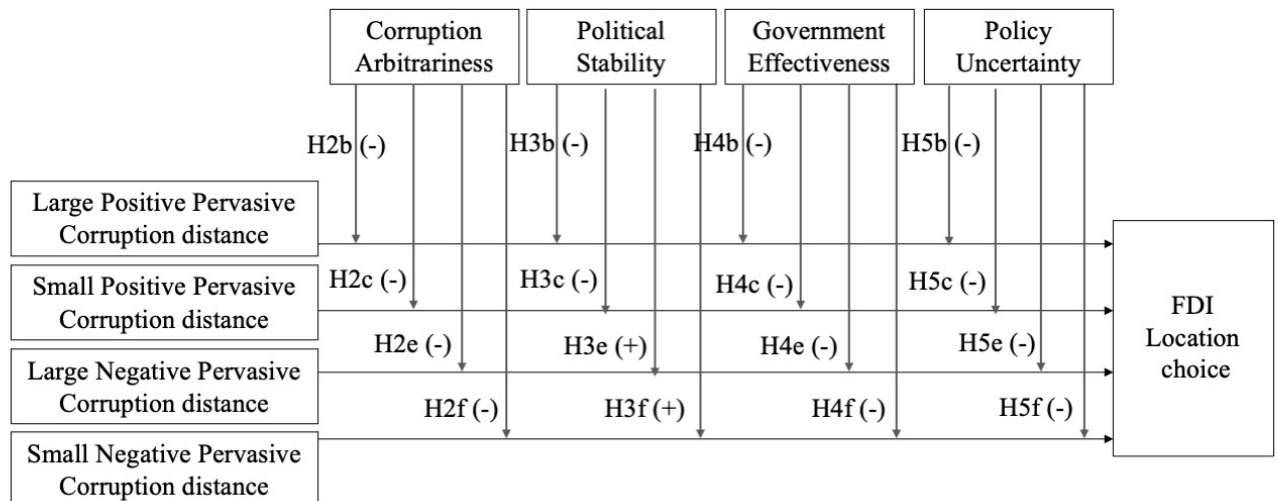 Corruption
Arbitrariness
Political
Stability
Government
Effectiveness
Policy
Uncertainty
H2b (-)
H3b (-)
H4b (-)
H5b (-)
Large Positive Pervasive
Corruption distance
H2c (-)
H3c (-)
H4c (-)
H5c (-)
Small Positive Pervasive
Corruption distance
H2e (-)
H3e (+)
H4e (-)
H5e (-)
Large Negative Pervasive
Corruption distance
H2f (-)
H3f (+)
H4f (-)
H5f (-)
Small Negative Pervasive
Corruption distance
FDI
Location
choice